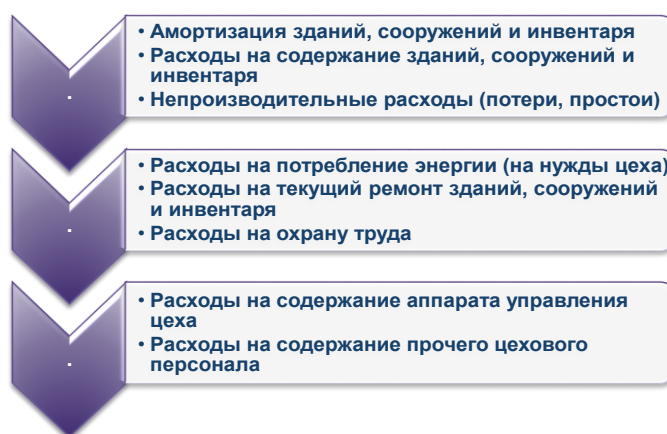 • Амортизация зданий, сооружений и инвентаря
• Расходы на содержание зданий, сооружений и
инвентаря
• Непроизводительные расходы (потери, простои)
• Расходы на потребление энергии (на нужды цеха)
• Расходы на текущий ремонт зданий, сооружений
и инвентаря
• Расходы на охрану труда
• Расходы на содержание аппарата управления
цеха
• Расходы на содержание прочего цехового
персонала